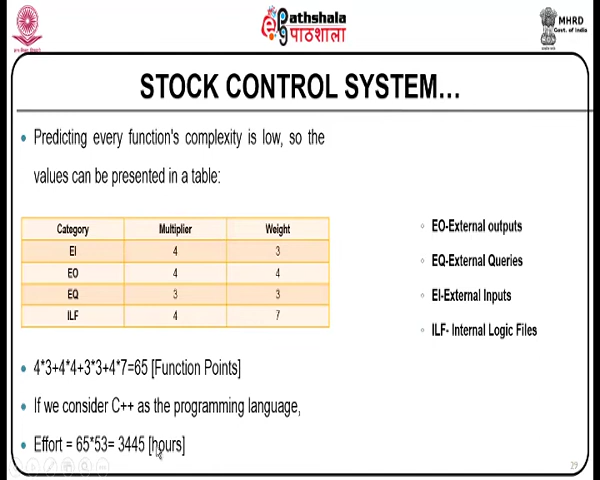 Pathshala
पाठशाला
MHRD
Govt. of India
STOCK CONTROL SYSTEM…
Predicting every function's complexity is low, so the
values can be presented in a table:
Category Multiplier Weight
EI 4 3
EO 4 4
EQ 3 3
ILF 4 7
EO-External outputs
EQ-External Queries
EI-External Inputs
ILF- Internal Logic Files
4*3+4*4+3*3+4*7=65 [Function Points]
If we consider C++ as the programming language,
Effort = 65*53= 3445 [hours]
29